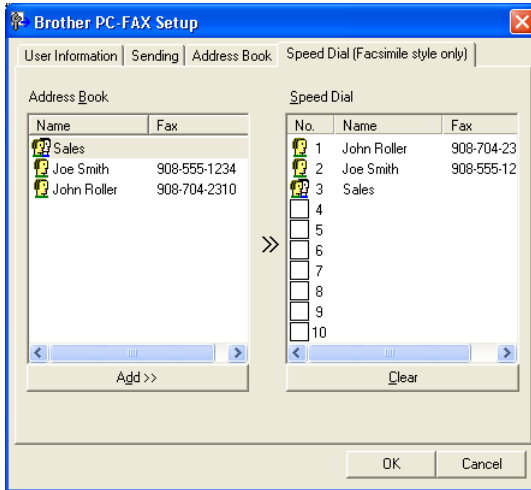 Brother PC-FAX Setup
User Information Sending Address Book Speed Dial (Facsimile style only)
Address Book
Name Fax
Sales
Joe Smith 908-555-1234
John Roller 908-704-2310
Add >>
>>
Speed Dial
No. Name Fax
1 John Roller 908-704-23
2 Joe Smith 908-555-12
3 Sales
4
5
6
7
8
9
10
Clear
OK Cancel